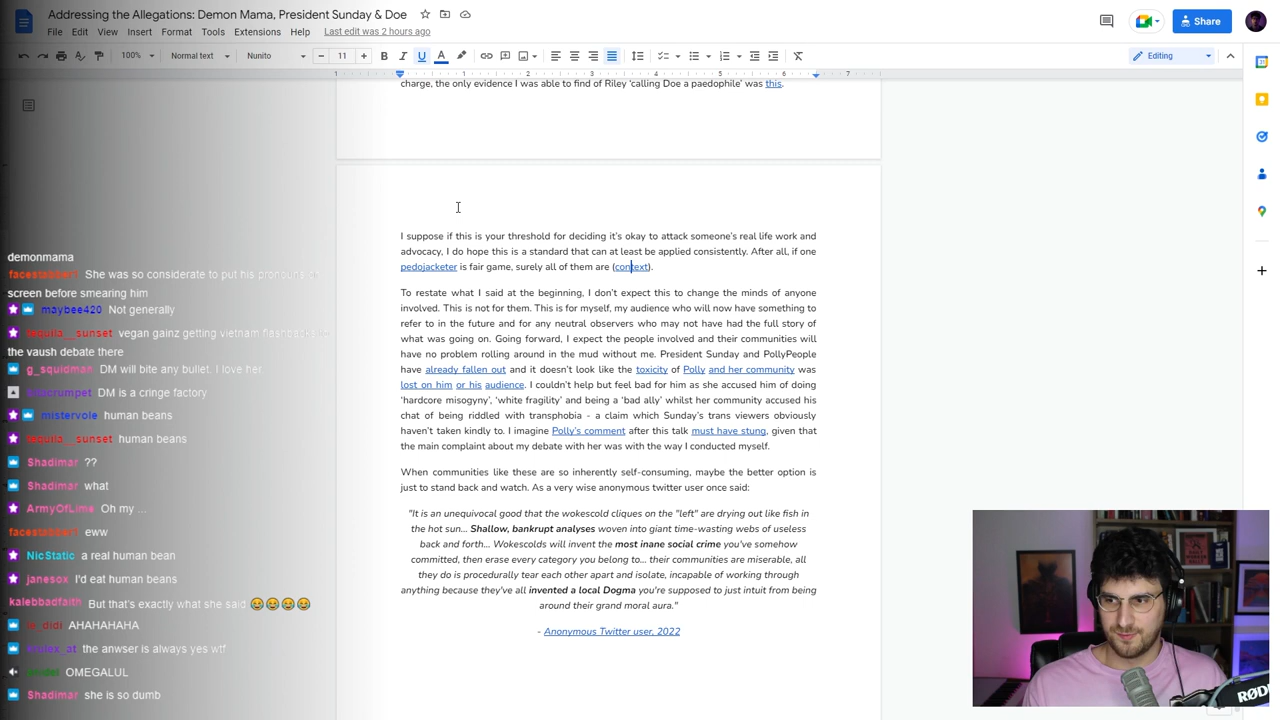 Addressing the Allegations: Demon Mama, President Sunday & Doe
File Edit View Insert Format Tools Extensions Help Last edit was 2 hours ago
Share
100% Normal text Nunito 11 Editing
1 1 2 3 4 5 6 7
charge, the only evidence I was able to find of Riley 'calling Doe a paedophile' was this.
I suppose if this is your threshold for deciding it's okay to attack someone's real life work and
advocacy, I do hope this is a standard that can at least be applied consistently. After all, if one
pedojacketer is fair game, surely all of them are (context).
To restate what I said at the beginning, I don't expect this to change the minds of anyone
involved. This is not for them. This is for myself, my audience who will now have something to
refer to in the future and for any neutral observers who may not have had the full story of
what was going on. Going forward, I expect the people involved and their communities will
have no problem rolling around in the mud without me. President Sunday and PollyPeople
have already fallen out and it doesn't look like the toxicity of Polly and her community was
lost on him or his audience. I couldn't help but feel bad for him as she accused him of doing
'hardcore misogyny', 'white fragility' and being a 'bad ally' whilst her community accused his
chat of being riddled with transphobia - a claim which Sunday's trans viewers obviously
haven't taken kindly to. I imagine Polly's comment after this talk must have stung, given that
the main complaint about my debate with her was with the way I conducted myself.
When communities like these are so inherently self-consuming, maybe the better option is
just to stand back and watch. As a very wise anonymous twitter user once said:
"It is an unequivocal good that the wokescold cliques on the "left" are drying out like fish in
the hot sun... Shallow, bankrupt analyses woven into giant time-wasting webs of useless
back and forth... Wokescolds will invent the most inane social crime you've somehow
committed, then erase every category you belong to... their communities are miserable, all
they do is procedurally tear each other apart and isolate, incapable of working through
anything because they've all invented a local Dogma you're supposed to just intuit from being
around their grand moral aura."
- Anonymous Twitter user, 2022
demonmama
She was so considerate to put his pronouns on
screen before smearing him
maybee420 Not generally
tequila__sunset vegan gainz getting vietnam flashbacks to
the vaush debate there
g_squidman DM will bite any bullet. I love her
DM is a cringe factory
mistervole human beans
tequila__sunset human beans
Shadimar ??
Shadimar what
ArmyOfLime Oh my ...
eww
NicStatic a real human bean
janesox I'd eat human beans
kalebbadfaith But that's exactly what she said 😂😂😂😂
AHAHAHAHA
the anwser is always yes wtf
OMEGALUL
Shadimar she is so dumb
RØDE